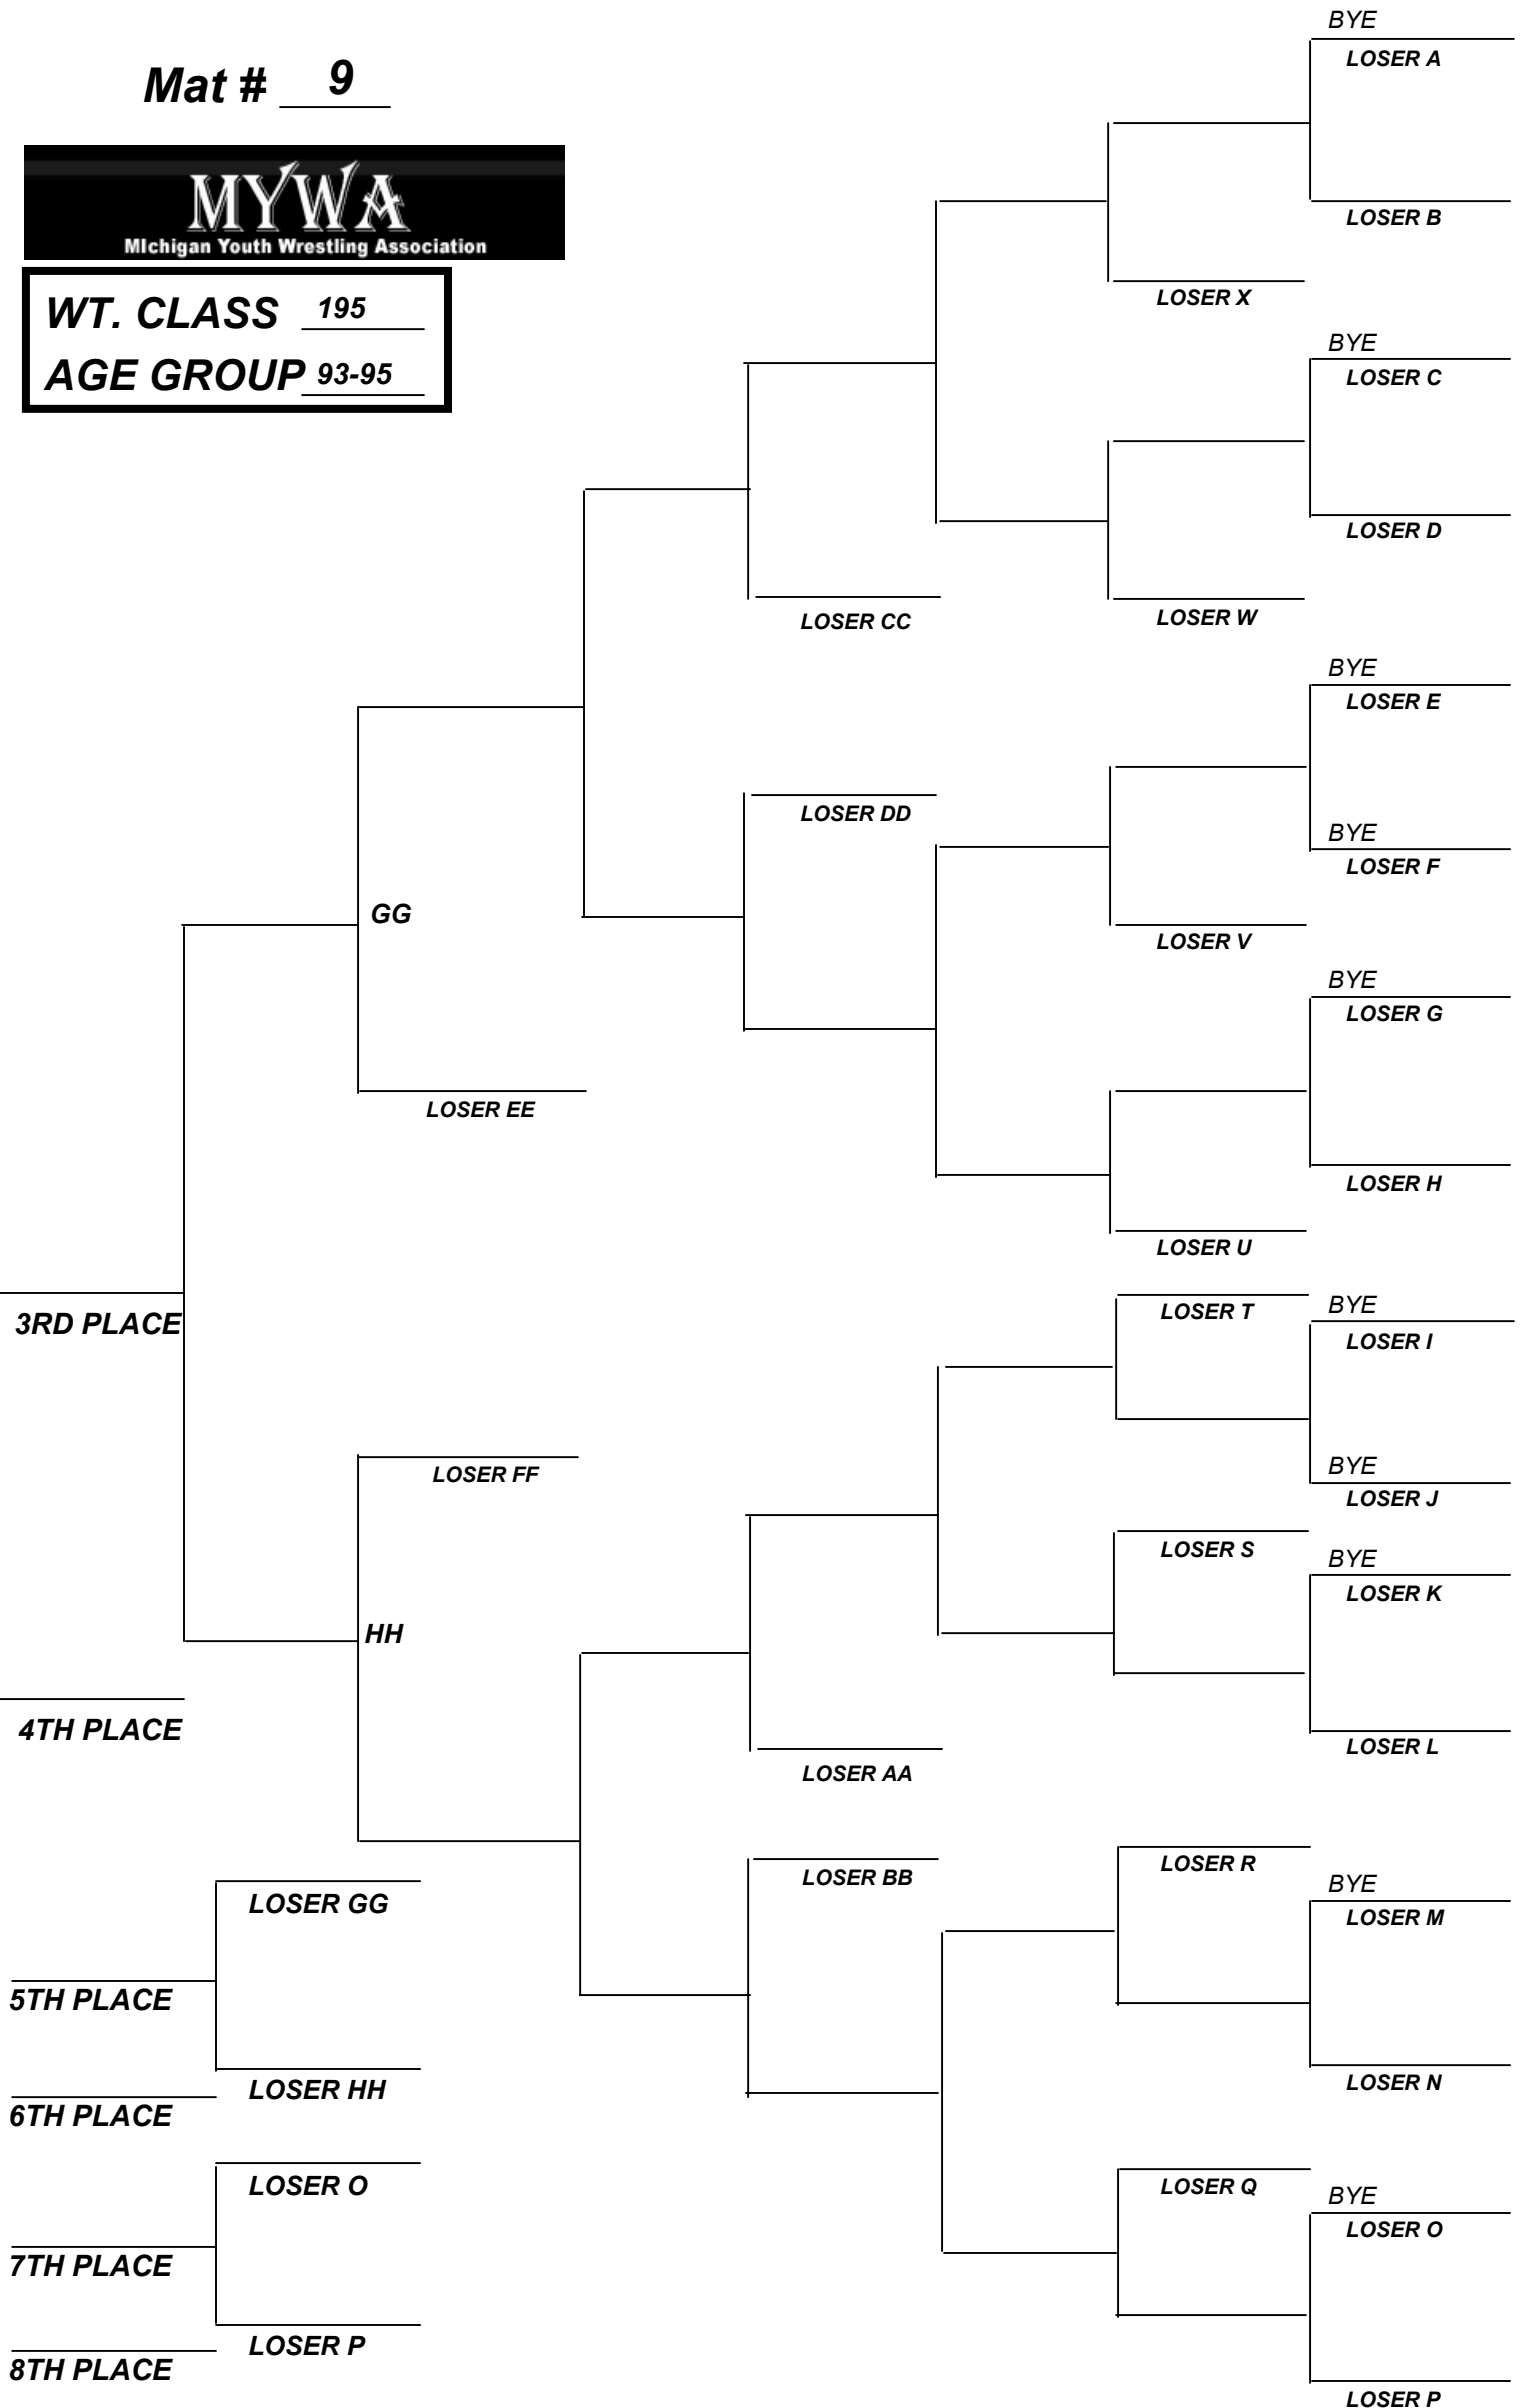 Mat # 9
MYWA
MIchigan Youth Wrestling Association
WT. CLASS 195
AGE GROUP 93-95
BYE
LOSER A
LOSER B
LOSER X
BYE
LOSER C
LOSER D
LOSER CC
LOSER W
BYE
LOSER E
LOSER DD
BYE
LOSER F
GG
LOSER V
BYE
LOSER G
LOSER EE
LOSER H
LOSER U
3RD PLACE
LOSER T
BYE
LOSER I
LOSER FF
BYE
LOSER J
LOSER S
BYE
LOSER K
HH
4TH PLACE
LOSER L
LOSER AA
LOSER BB
LOSER R
BYE
LOSER M
LOSER GG
5TH PLACE
LOSER HH
LOSER N
6TH PLACE
LOSER O
LOSER Q
BYE
LOSER O
7TH PLACE
LOSER P
8TH PLACE
LOSER P